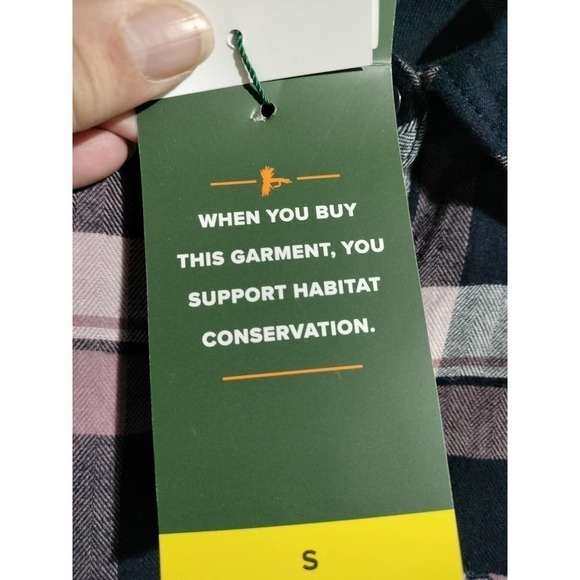 WHEN YOU BUY
THIS GARMENT, YOU
SUPPORT HABITAT
CONSERVATION.
S